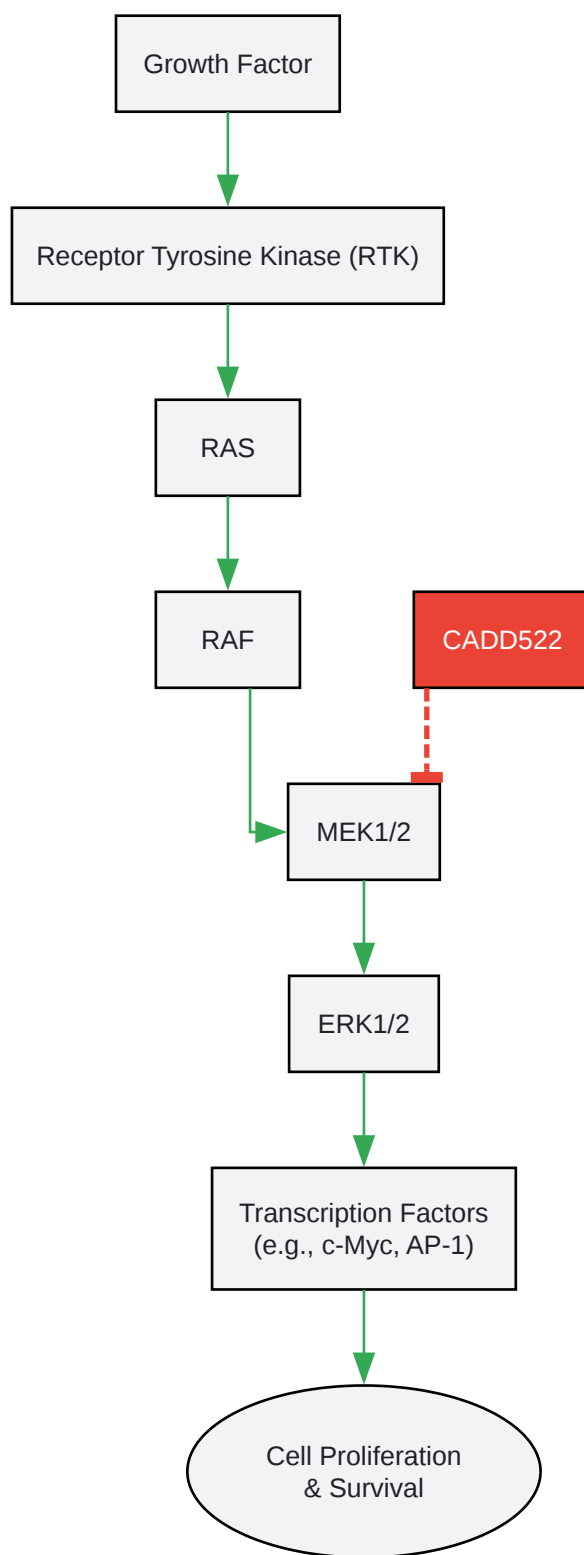 Growth Factor
Receptor Tyrosine Kinase (RTK)
RAS
RAF
CADD522
MEK1/2
ERK1/2
Transcription Factors
(e.g., c-Myc, AP-1)
Cell Proliferation
& Survival